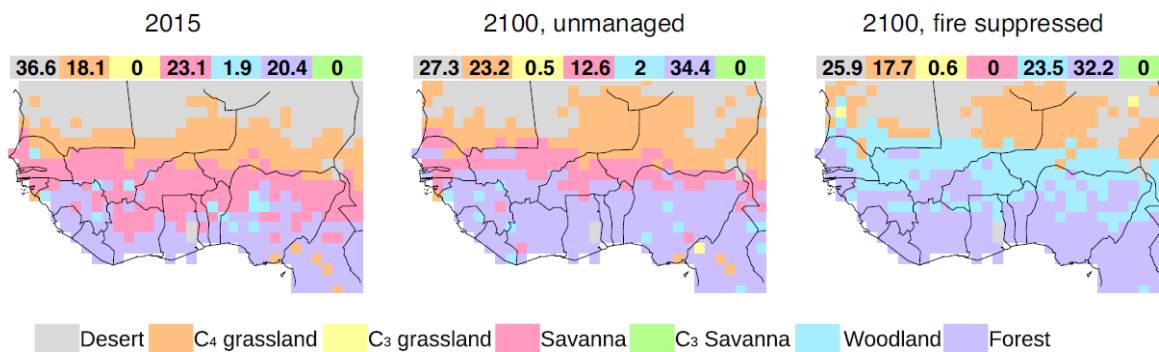 2015 2100, unmanaged 2100, fire suppressed
36.6 18.1 0 23.1 1.9 20.4 0 27.3 23.2 0.5 12.6 2 34.4 0 25.9 17.7 0.6 0 23.5 32.2 0
Desert C₄ grassland C₃ grassland Savanna C₃ Savanna Woodland Forest